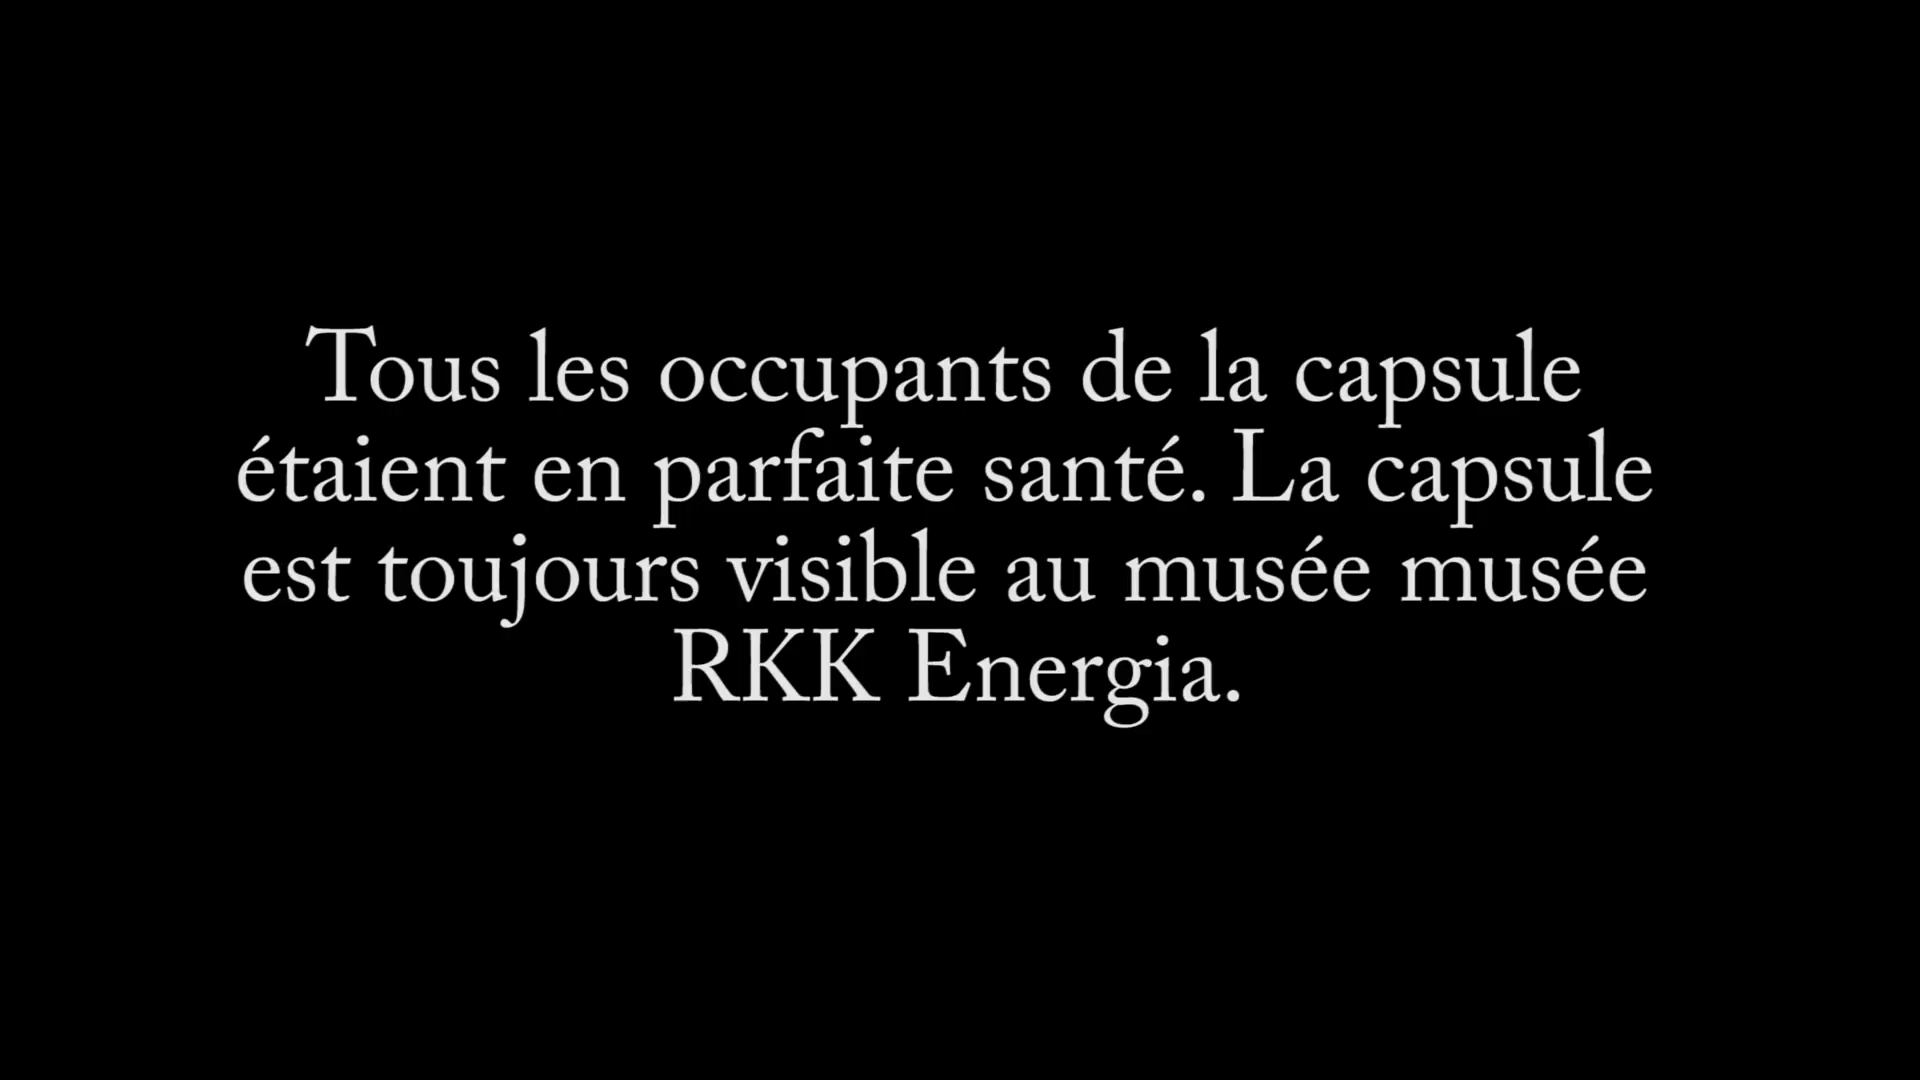 Tous les occupants de la capsule
étaient en parfaite santé. La capsule
est toujours visible au musée musée
RKK Energia.